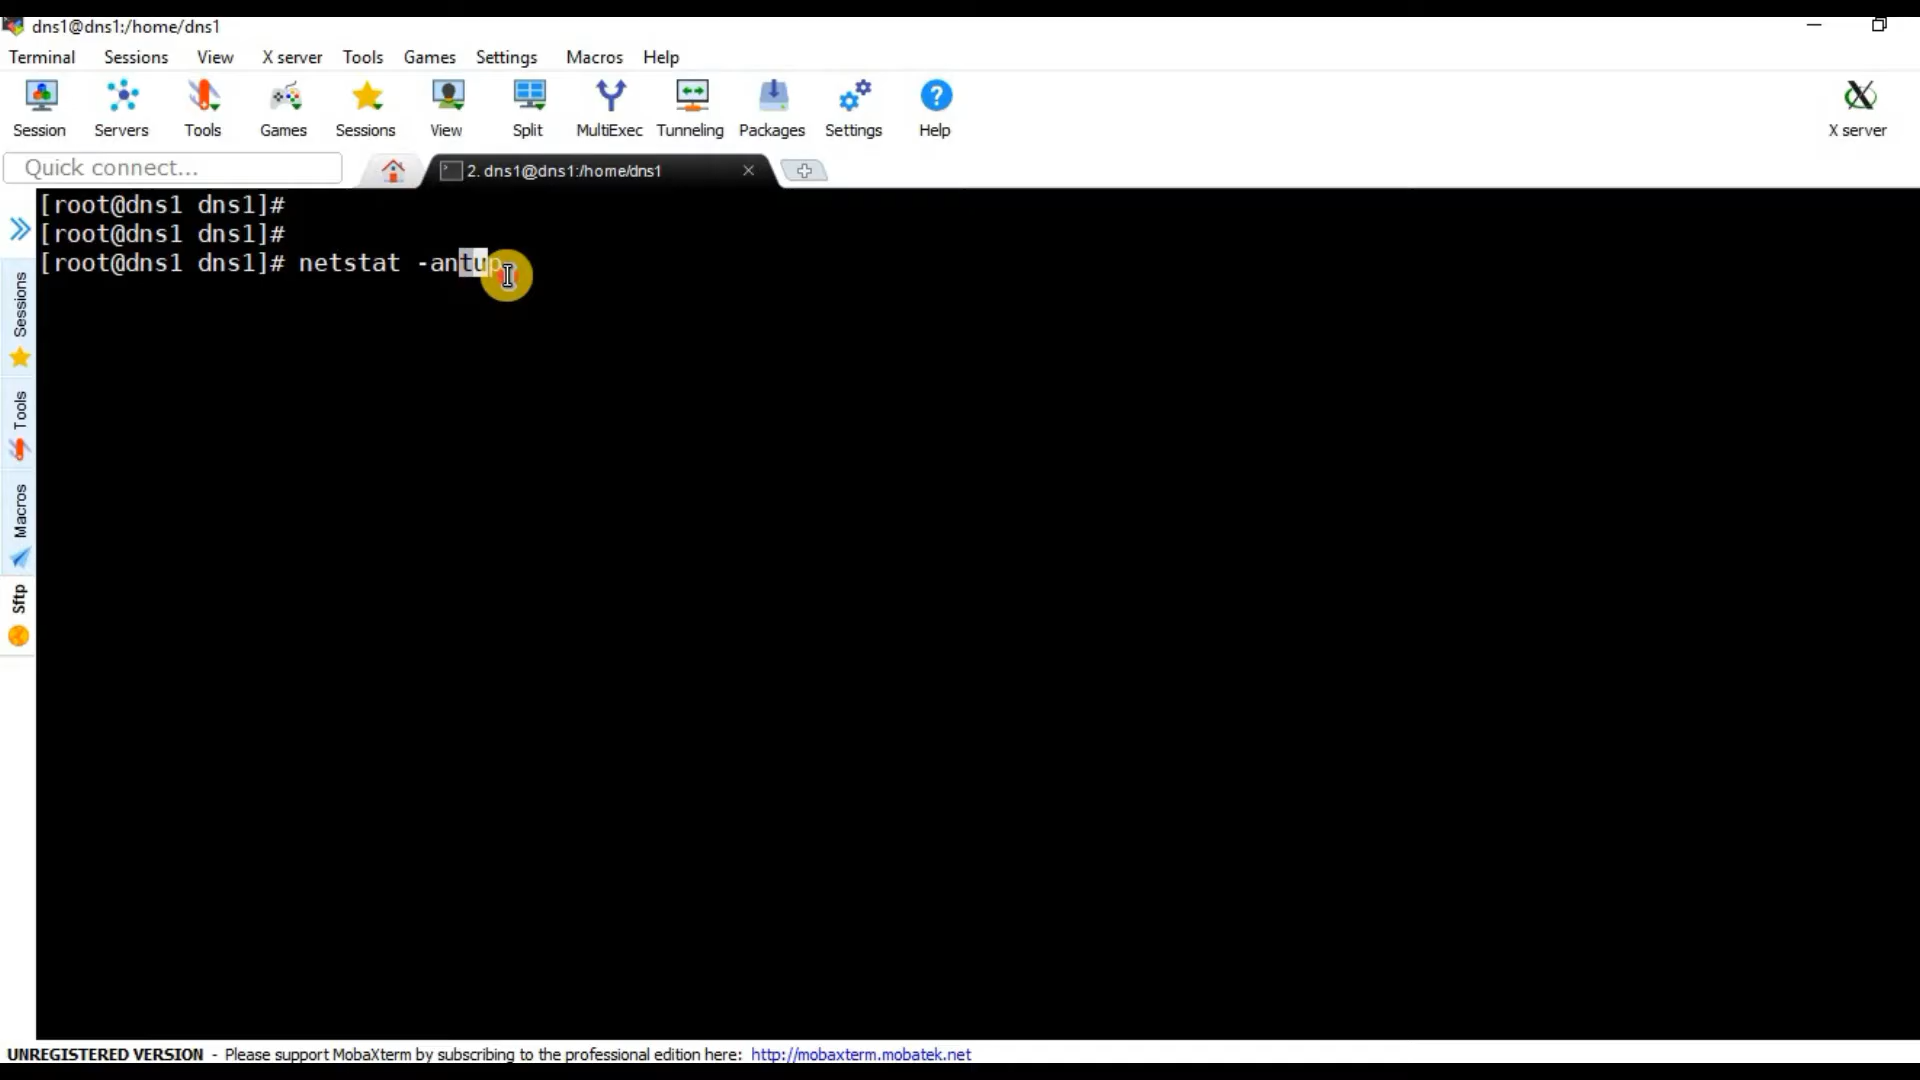 dns1@dns1:/home/dns1
Terminal Sessions View X server Tools Games Settings Macros Help
Session Servers Tools Games Sessions View Split MultiExec Tunneling Packages Settings Help X server
Quick connect...
2. dns1@dns1:/home/dns1
[root@dns1 dns1]#
[root@dns1 dns1]#
[root@dns1 dns1]# netstat -antup
Sessions
Tools
Macros
Sftp
UNREGISTERED VERSION - Please support MobaXterm by subscribing to the professional edition here: http://mobaxterm.mobatek.net